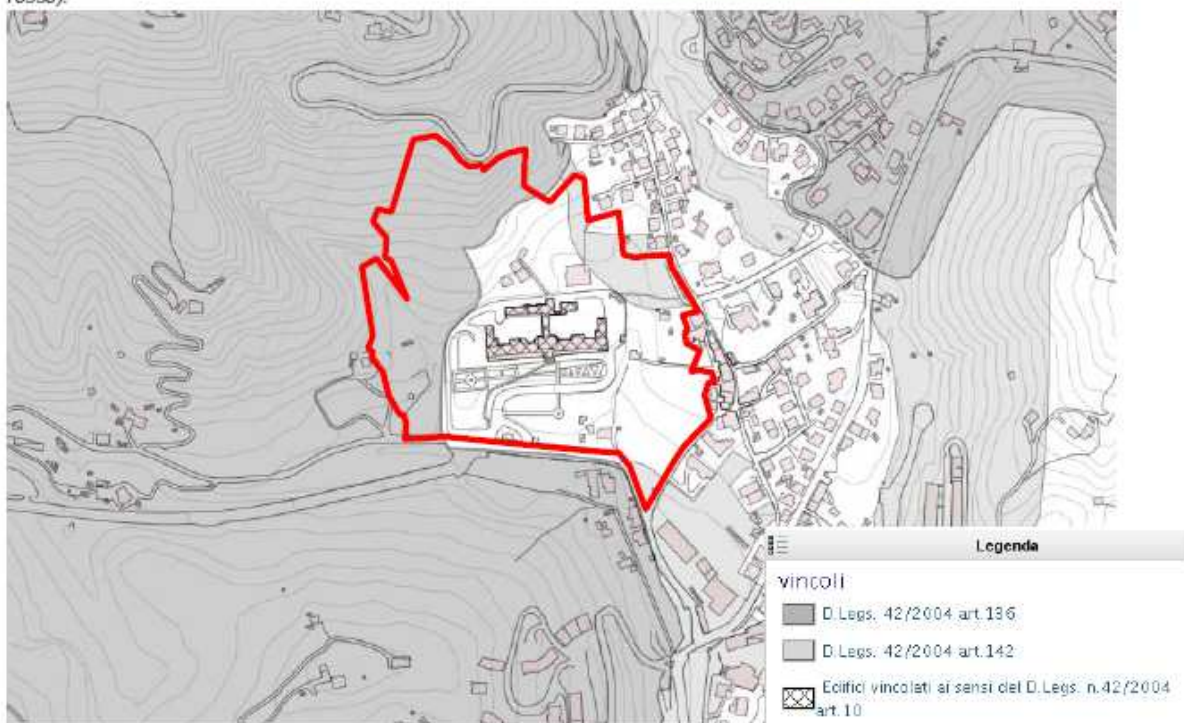 rosso).
Legenda
vincoli
D.Legs. 42/2004 art.136
D.Legs. 42/2004 art.142
Edifici vincolati ai sensi del D.Legs. n.42/2004
art.10